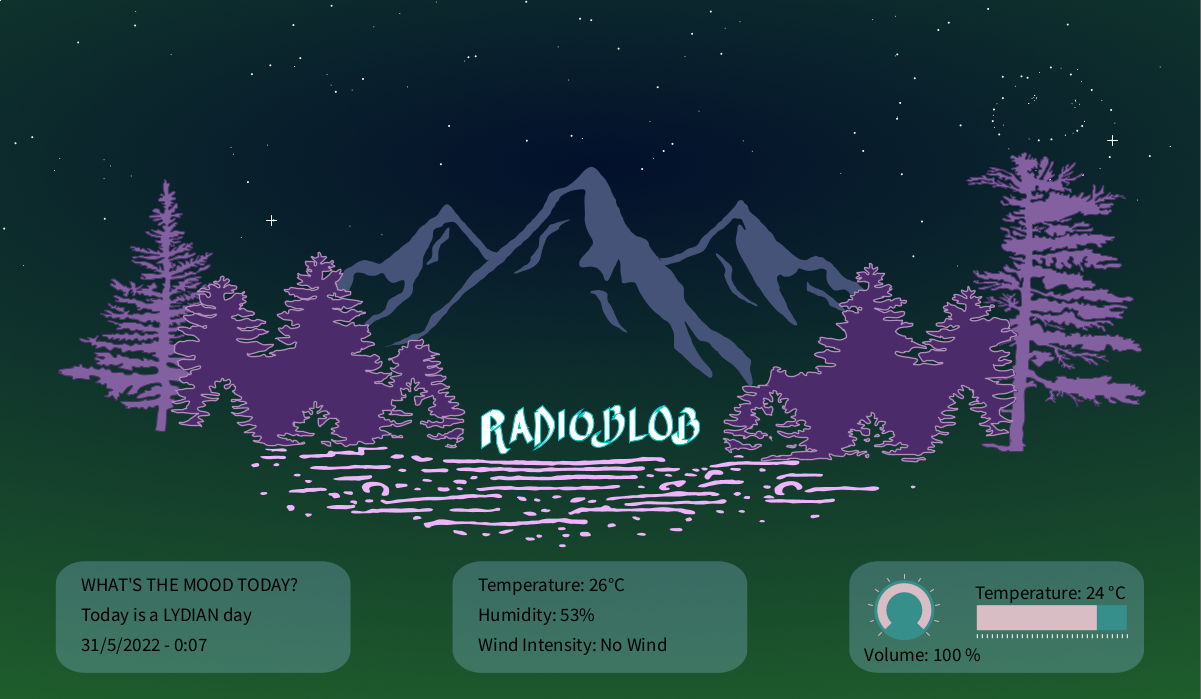 RADIOBLOB
WHAT'S THE MOOD TODAY?
Today is a LYDIAN day
31/5/2022 - 0:07
Temperature: 26°C
Humidity: 53%
Wind Intensity: No Wind
Temperature: 24 °C
Volume: 100 %